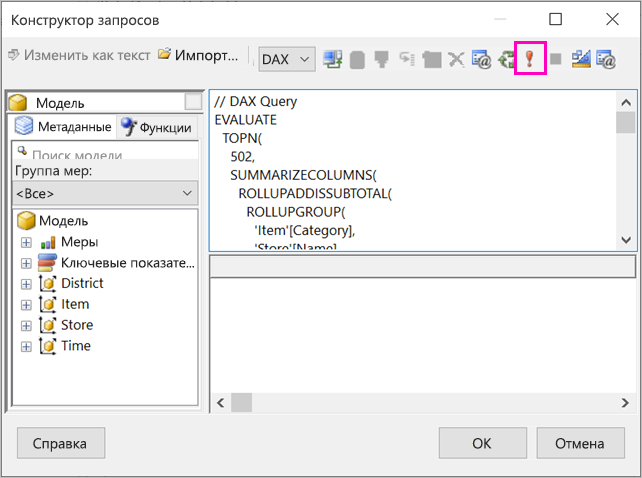 Конструктор запросов
Изменить как текст Импорт... DAX
Модель
Метаданные Функции
Поиск модели
Группа мер:
<Все>
Модель
Меры
Ключевые показате...
District
Item
Store
Time
// DAX Query
EVALUATE
TOPN(
502,
SUMMARIZECOLUMNS(
ROLLUPADDISSUBTOTAL(
ROLLUPGROUP(
'Item'[Category],
'Store'[Name]
Справка ОК Отмена